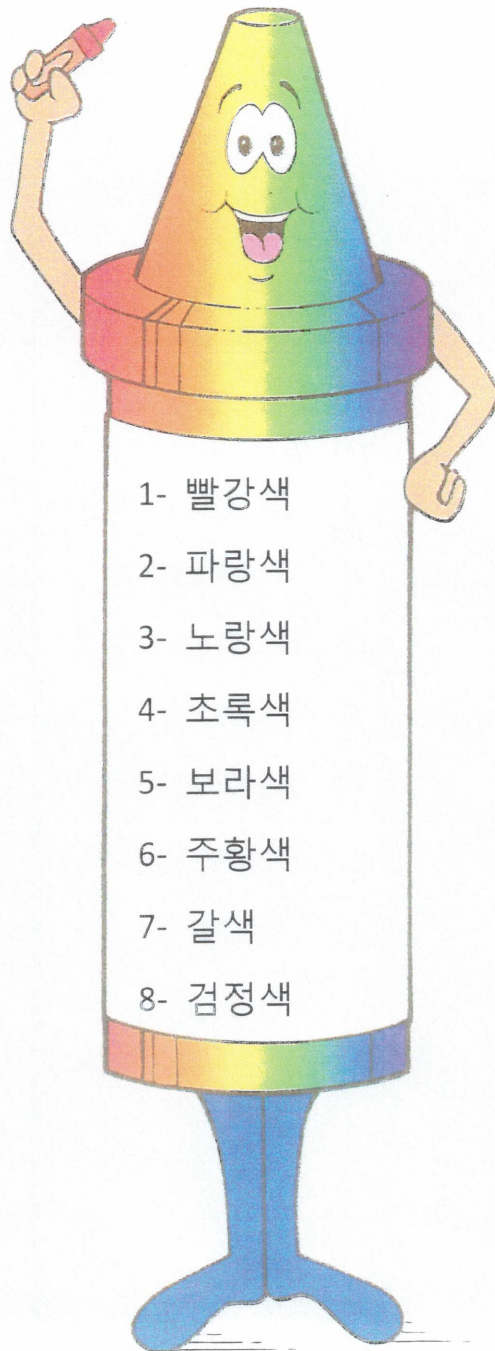 1- 빨강색
2- 파랑색
3- 노랑색
4- 초록색
5- 보라색
6- 주황색
7- 갈색
8- 검정색